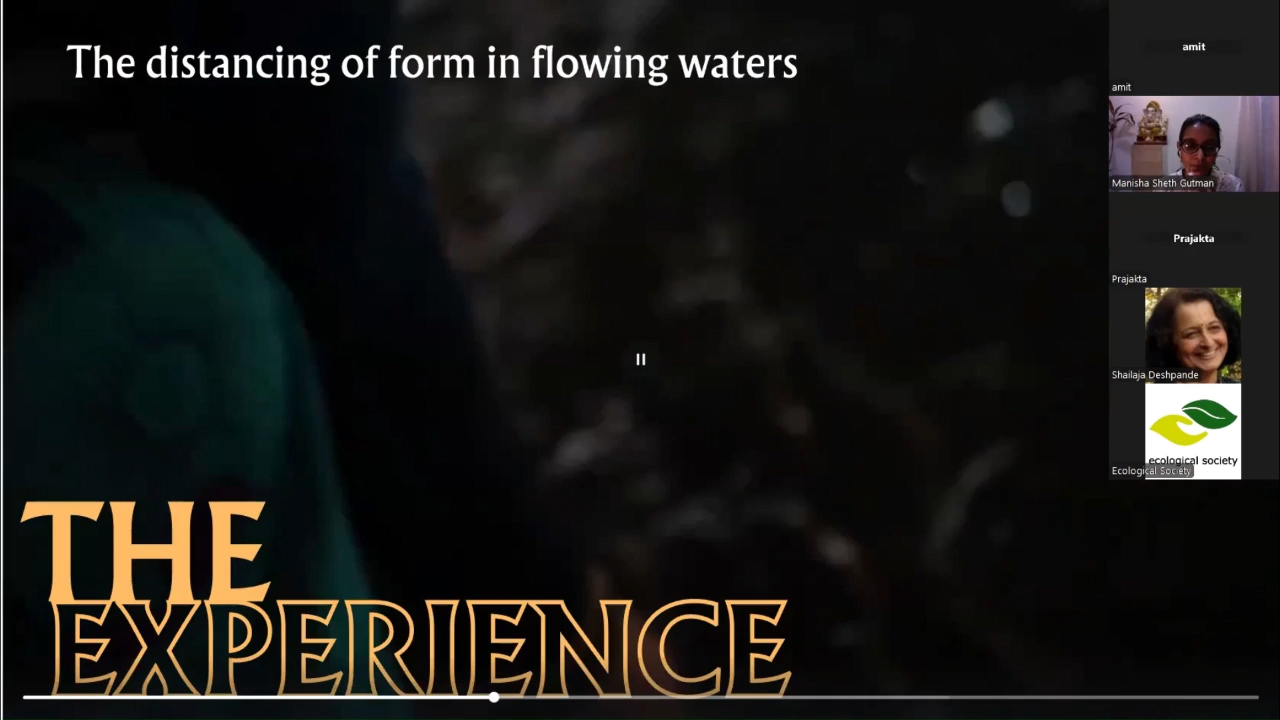 The distancing of form in flowing waters
THE
EXPERIENCE
amit
amit
Manisha Sheth Gutman
Prajakta
Prajakta
Shailaja Deshpande
ecological society
Ecological Society